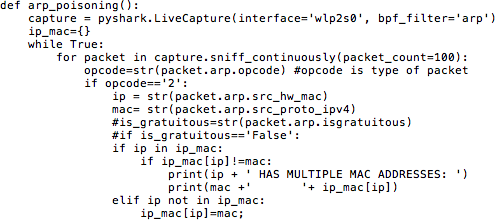 def arp_poisoning():
    capture = pyshark.LiveCapture(interface='wlp2s0', bpf_filter='arp')
    ip_mac={}
    while True:
        for packet in capture.sniff_continuously(packet_count=100):
            opcode=str(packet.arp.opcode) #opcode is type of packet
            if opcode=='2':
                ip = str(packet.arp.src_hw_mac)
                mac= str(packet.arp.src_proto_ipv4)
                #is_gratuitous=str(packet.arp.isgratuitous)
                #if is_gratuitous=='False':
                if ip in ip_mac:
                    if ip_mac[ip]!=mac:
                        print(ip + ' HAS MULTIPLE MAC ADDRESSES: ')
                        print(mac +'       '+ ip_mac[ip])
                elif ip not in ip_mac:
                    ip_mac[ip]=mac;